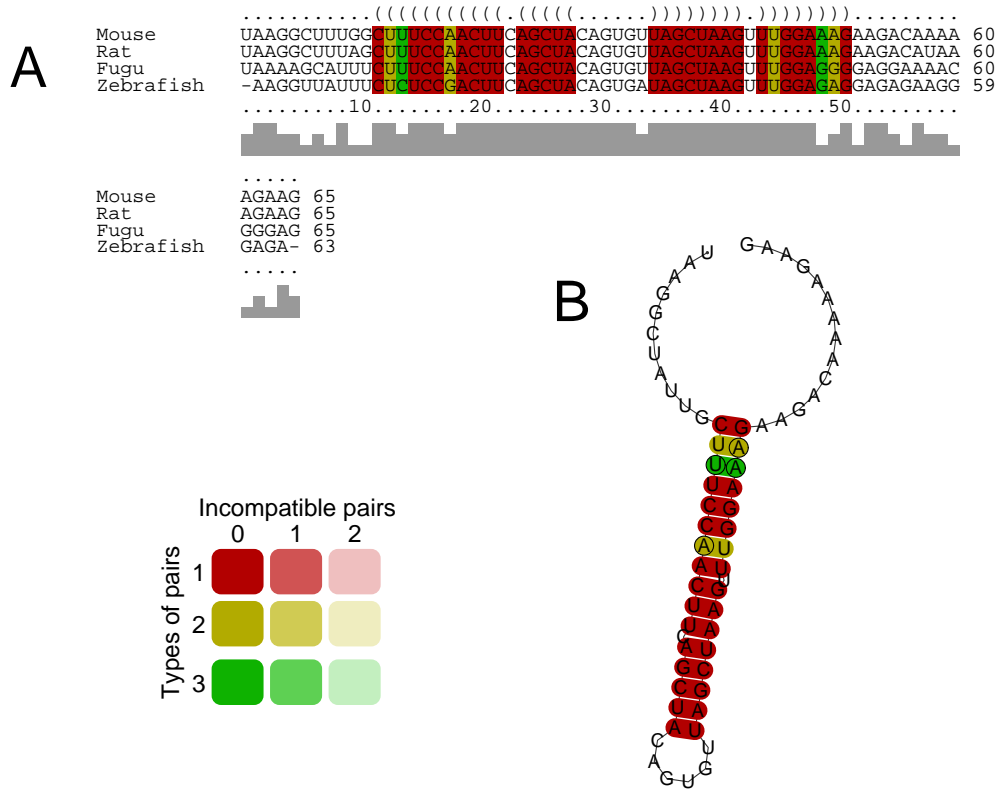 A
...........(((((((((((.(((((......)))))))).)))))))).........
Mouse UAAGGCUUUGGCUUUCCAACUUCAGCUACAGUGUUAGCUAAGUUUGGAAAGAAGACAAAA 60
Rat UAAGGCUUUAGCUUUCCAACUUCAGCUACAGUGUUAGCUAAGUUUGGAAAGAAGACAUAA 60
Fugu UAAAAGCAUUUCUUUCCAACUUCAGCUACAGUGUUAGCUAAGUUUGGAGGGGAGGAAAAC 60
Zebrafish -AAGGUUAUUUCUCUCCGACUUCAGCUACAGUGAUAGCUAAGUUUGGAGAGGAGAGAAGG 59
.........10........20........30........40........50.........
.....
Mouse AGAAG 65
Rat AGAAG 65
Fugu GGGAG 65
Zebrafish GAGA- 63
.....
B
UAAGGCUAUUGCUUUCCAACUUCAGCUACAGUGUUAGCUAAGUUUGGAAAGAAGACAAAAAGAAG
Incompatible pairs
0 1 2
Types of pairs
1
2
3